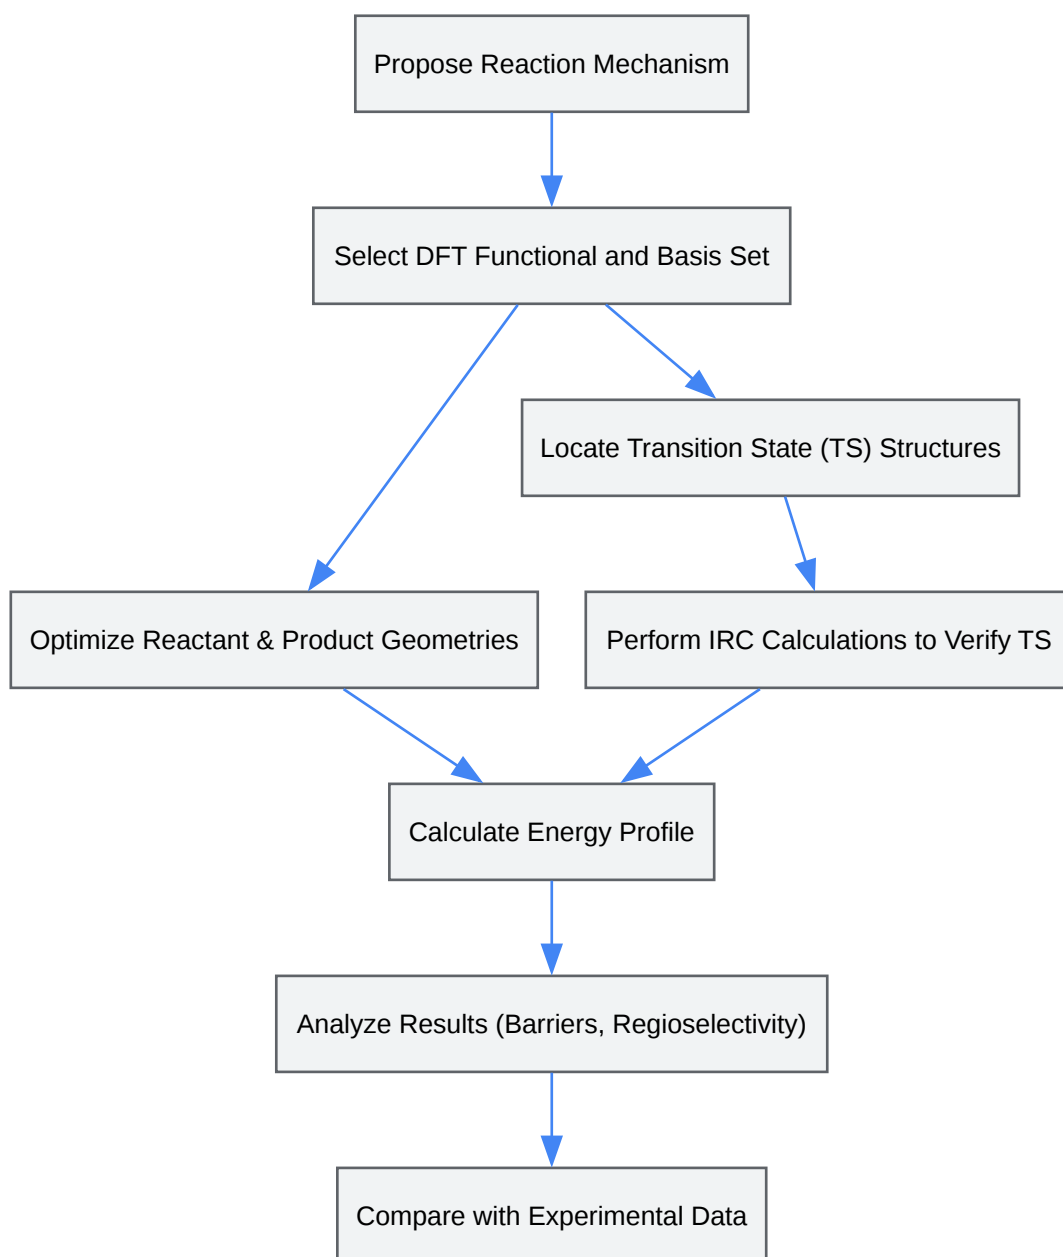 Propose Reaction Mechanism
Select DFT Functional and Basis Set
Locate Transition State (TS) Structures
Optimize Reactant & Product Geometries
Perform IRC Calculations to Verify TS
Calculate Energy Profile
Analyze Results (Barriers, Regioselectivity)
Compare with Experimental Data